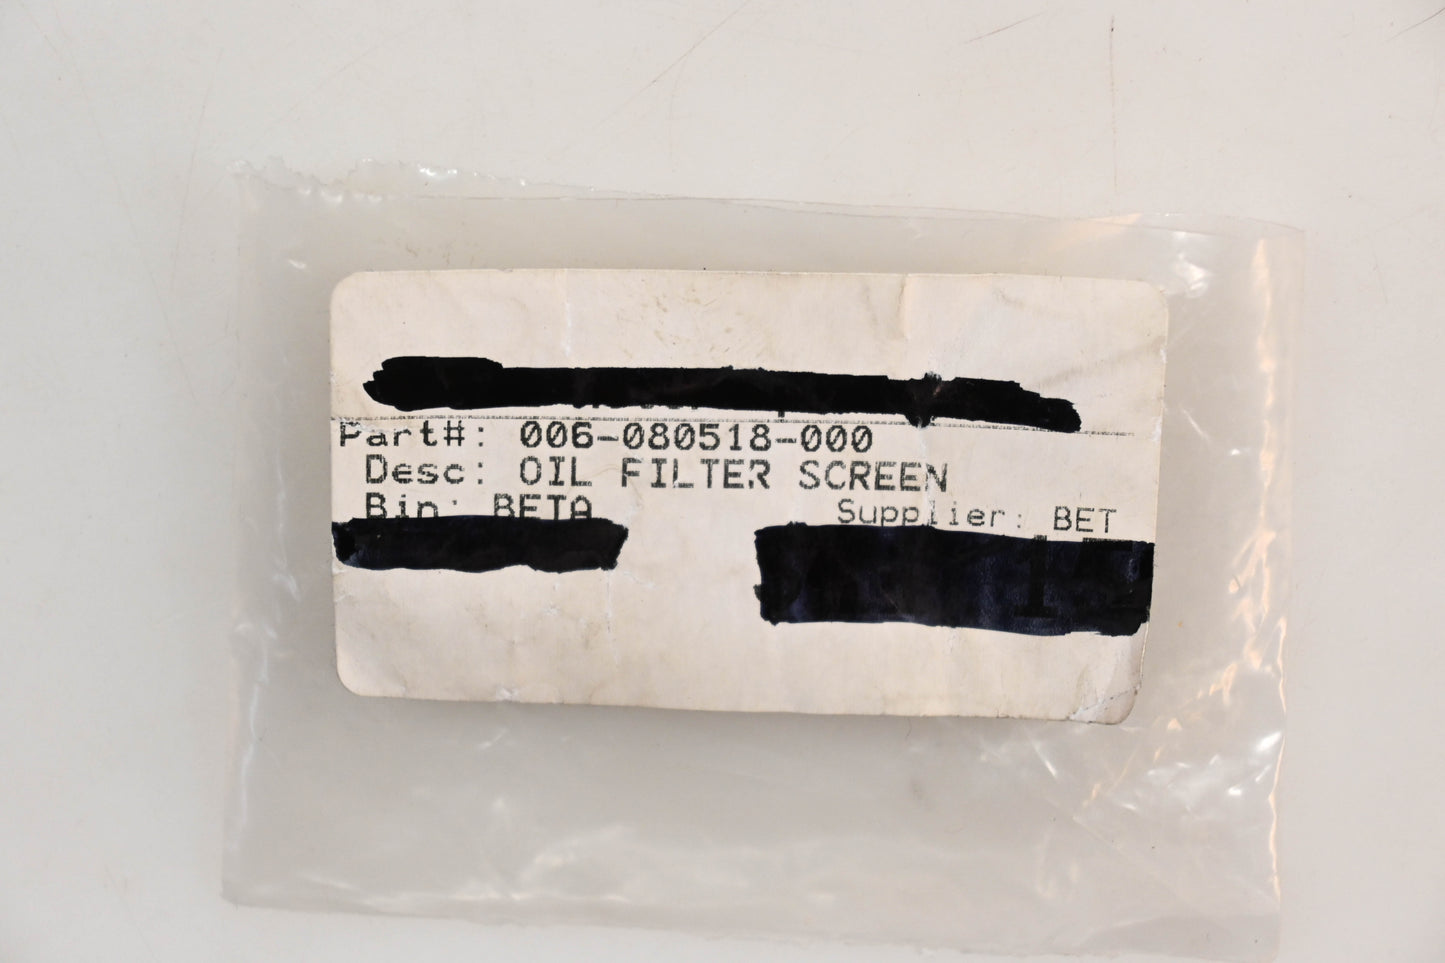 Part#: 006-080518-000
Desc: OIL FILTER SCREEN
Bin: BETA
Supplier: BET